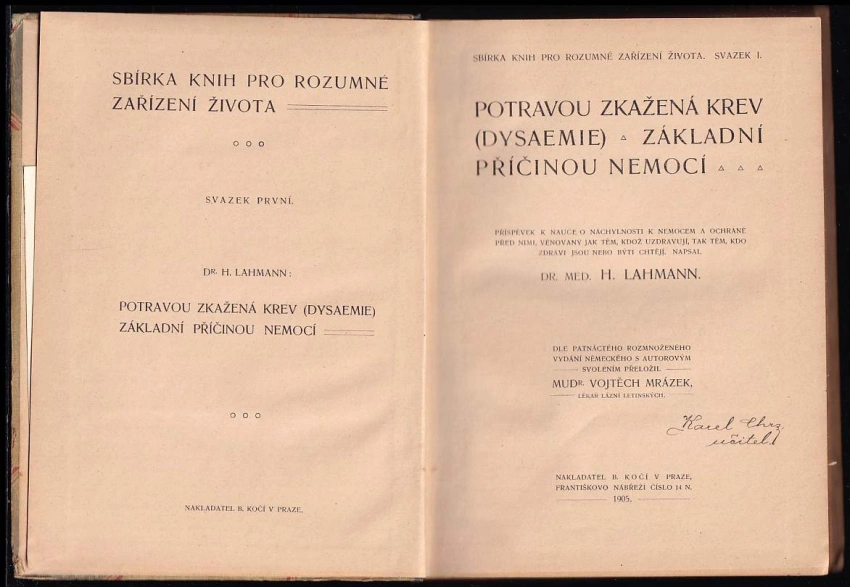 SBÍRKA KNIH PRO ROZUMNÉ
ZAŘÍZENÍ ŽIVOTA
SVAZEK PRVNÍ.
DR. H. LAHMANN:
POTRAVOU ZKAŽENÁ KREV (DYSAEMIE)
ZÁKLADNÍ PŘÍČINOU NEMOCÍ
NAKLADATEL B. KOČÍ V PRAZE.
SBÍRKA KNIH PRO ROZUMNÉ ZAŘÍZENÍ ŽIVOTA. SVAZEK I.
POTRAVOU ZKAŽENÁ KREV
(DYSAEMIE) ▵ ZÁKLADNÍ
PŘÍČINOU NEMOCÍ ▵ ▵ ▵
PŘÍSPĚVEK K NAUCE O NÁCHYLNOSTI K NEMOCEM A OCHRANĚ
PŘED NIMI, VĚNOVANÝ JAK TĚM, KDOŽ UZDRAVUJÍ, TAK TĚM, KDO
ZDRÁVI JSOU NEBO BÝTI CHTĚJÍ. NAPSAL
DR. MED. H. LAHMANN.
DLE PATNÁCTÉHO ROZMNOŽENÉHO
VYDÁNÍ NĚMECKÉHO S AUTOROVÝM
SVOLENÍM PŘELOŽIL
MUDR. VOJTĚCH MRÁZEK,
LÉKAŘ LÁZNÍ LETINSKÝCH.
Karel Chrz
učitel.
NAKLADATEL B. KOČÍ V PRAZE,
FRANTIŠKOVO NÁBŘEŽÍ ČÍSLO 14 N.
1905.